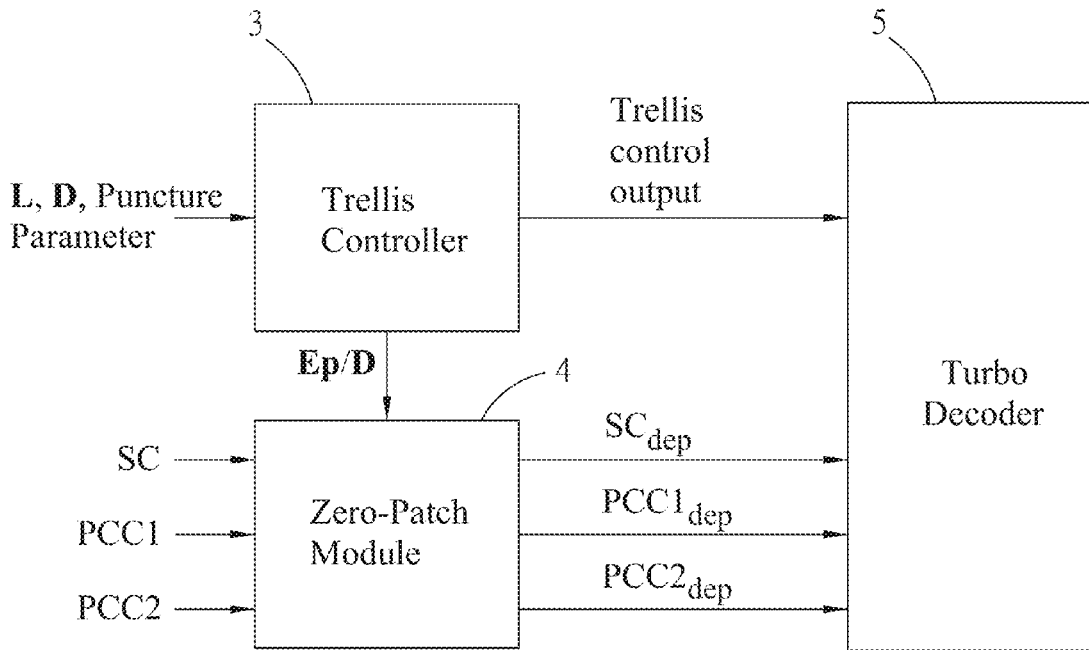 3
5
Trellis
control
output
L, D, Puncture
Parameter
Trellis
Controller
Ep/D
4
Turbo
Decoder
SC
SCdep
PCC1
Zero-Patch
Module
PCC1dep
PCC2
PCC2dep